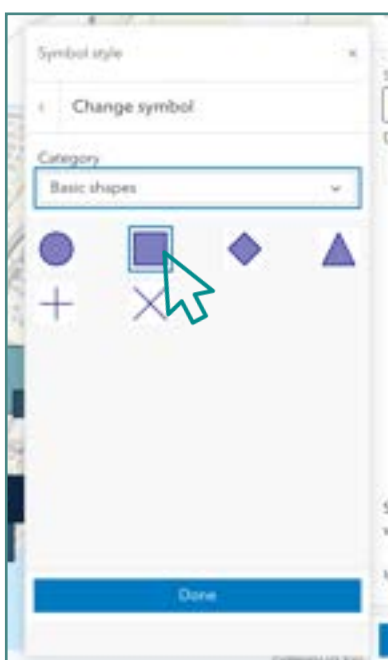 Symbol style
Change symbol
Category
Basic shapes
Done